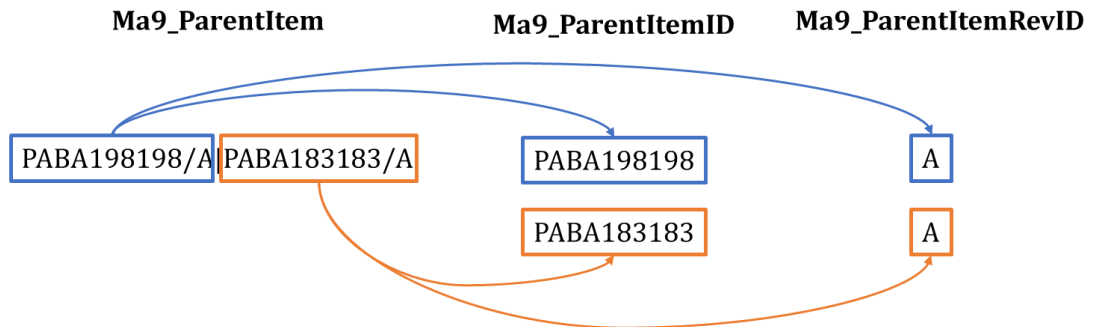 Ma9_ParentItem Ma9_ParentItemID Ma9_ParentItemRevID
PABA198198/A|PABA183183/A PABA198198 A
PABA183183 A